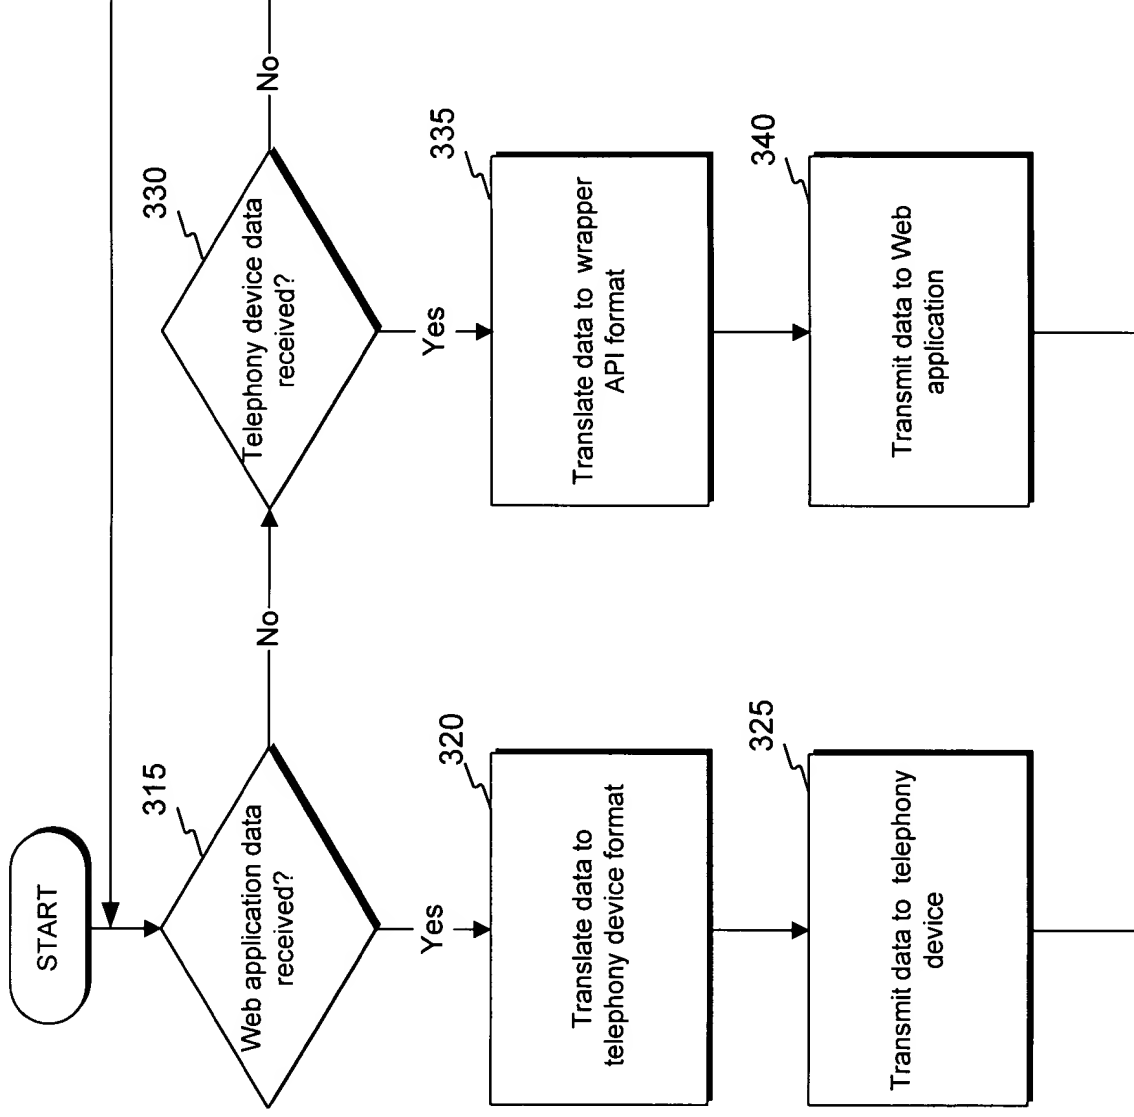 START
315
Web application data
received?
No
330
Telephony device data
received?
No
Yes
320
Translate data to
telephony device format
325
Transmit data to telephony
device
Yes
335
Translate data to wrapper
API format
340
Transmit data to Web
application